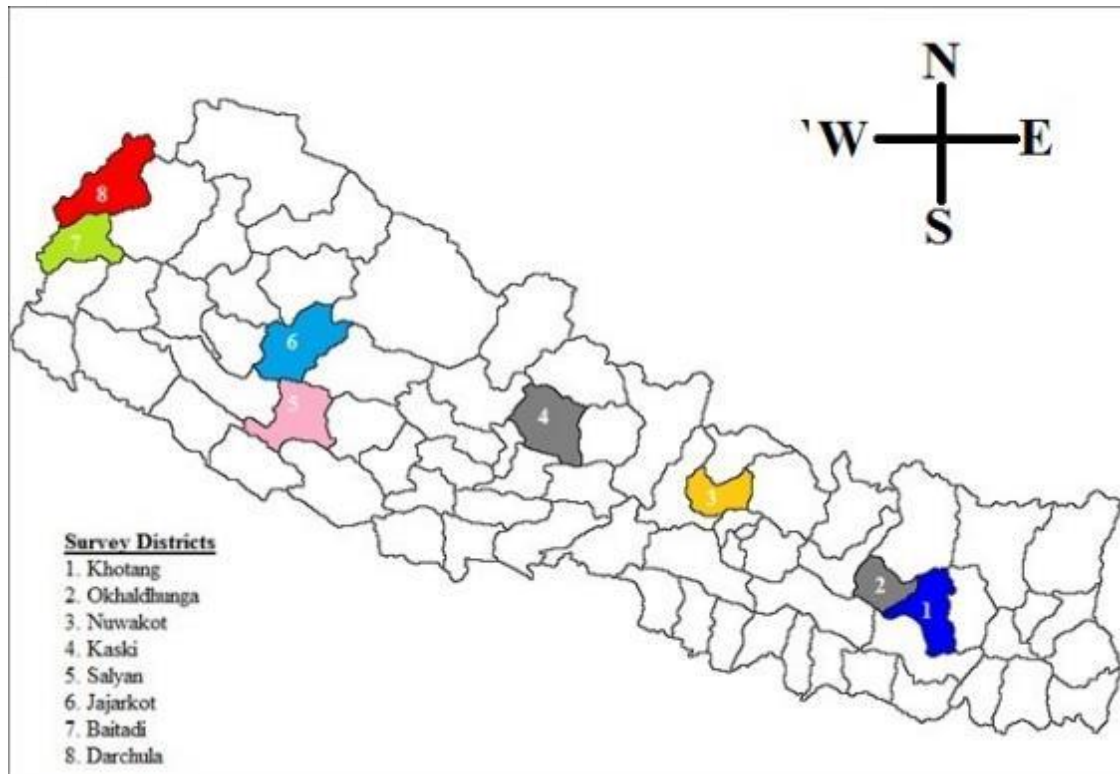 N
' W E
S
8
7
6
5
4
3
2
1
Survey Districts
1. Khotang
2. Okhaldhunga
3. Nuwakot
4. Kaski
5. Salyan
6. Jajarkot
7. Baitadi
8. Darchula